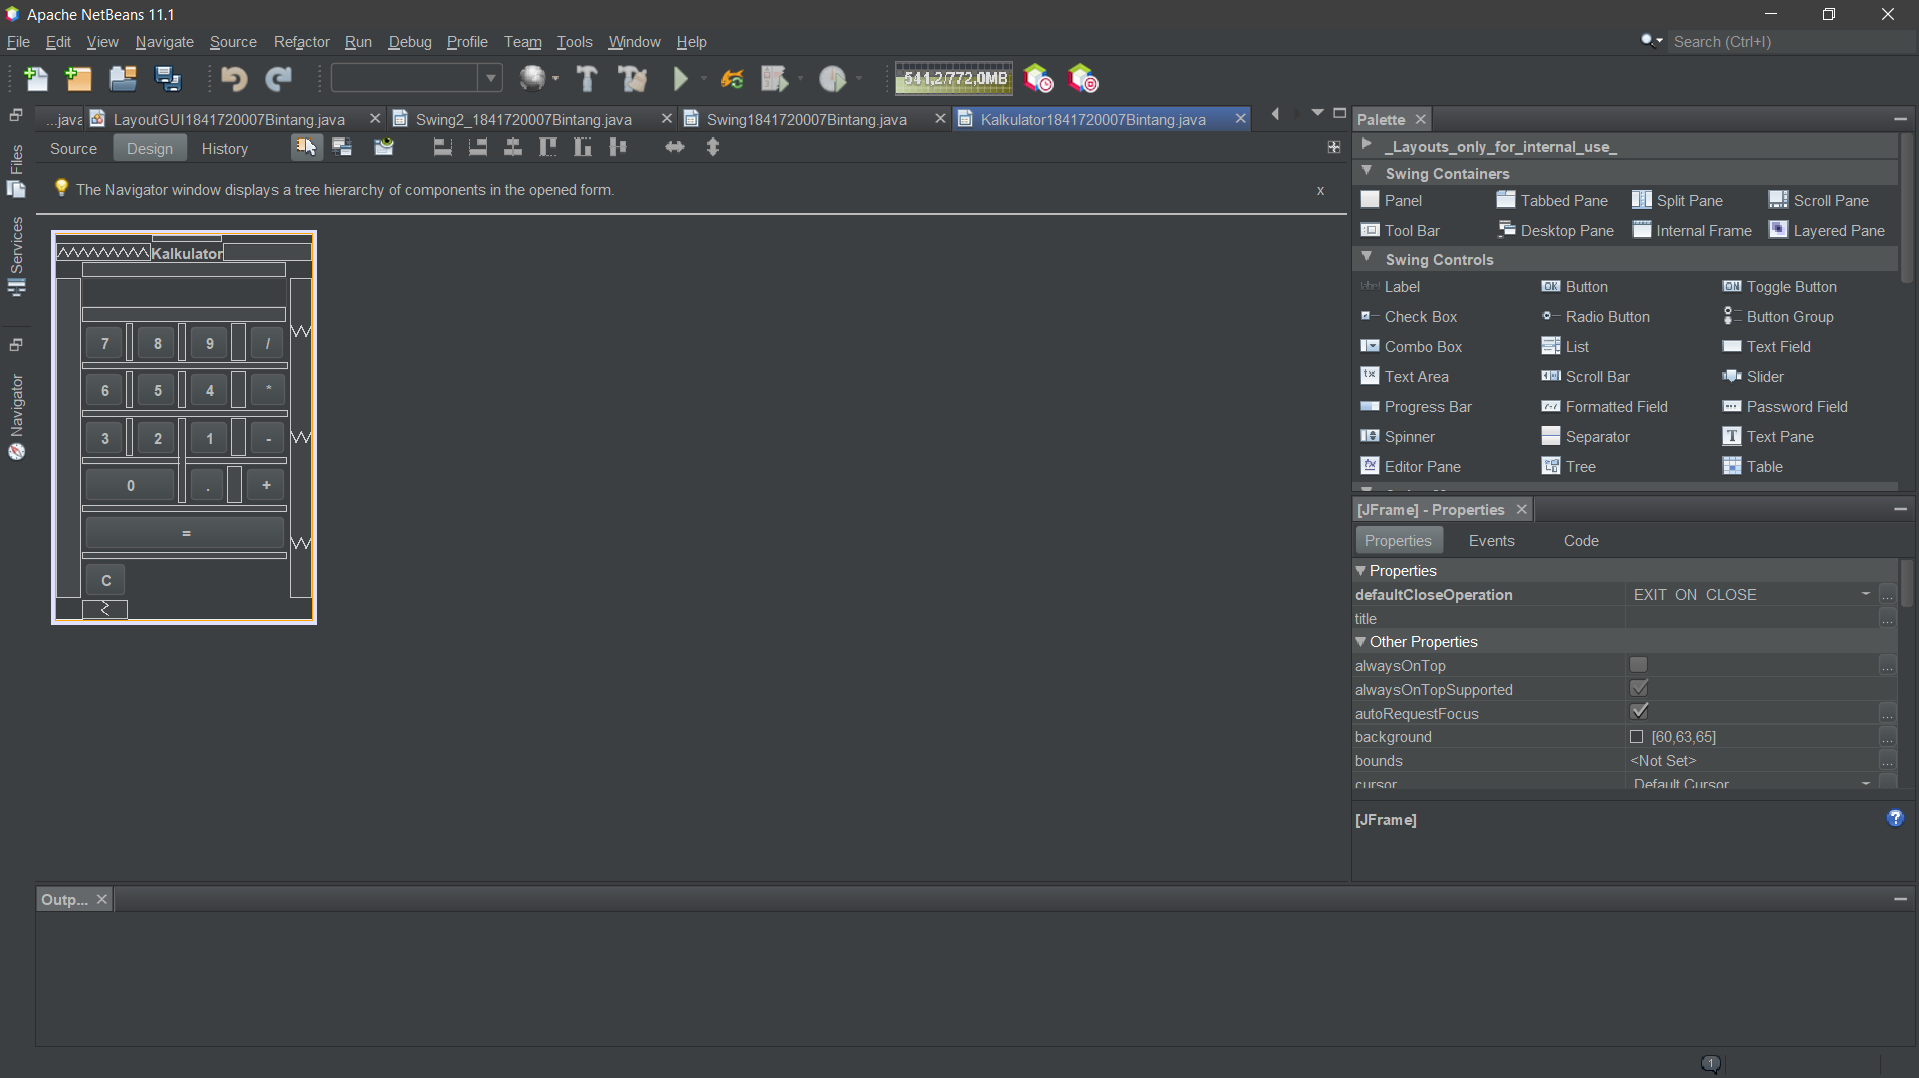 Apache NetBeans 11.1
File Edit View Navigate Source Refactor Run Debug Profile Team Tools Window Help
Search (Ctrl+I)
541,2/772,0MB
...java LayoutGUI1841720007Bintang.java Swing2_1841720007Bintang.java Swing1841720007Bintang.java Kalkulator1841720007Bintang.java
Source Design History
The Navigator window displays a tree hierarchy of components in the opened form. x
Files
Services
Navigator
Kalkulator
7 8 9 /
6 5 4 *
3 2 1 -
0 . +
=
C
Palette
_Layouts_only_for_internal_use_
Swing Containers
Panel Tabbed Pane Split Pane Scroll Pane
Tool Bar Desktop Pane Internal Frame Layered Pane
Swing Controls
label Label OK Button ON Toggle Button
Check Box Radio Button Button Group
Combo Box List Text Field
tx Text Area Scroll Bar Slider
Progress Bar Formatted Field Password Field
Spinner Separator T Text Pane
Editor Pane Tree Table
[JFrame] - Properties
Properties Events Code
Properties
defaultCloseOperation EXIT_ON_CLOSE ...
title ...
Other Properties
alwaysOnTop ...
alwaysOnTopSupported
autoRequestFocus ...
background [60,63,65] ...
bounds <Not Set> ...
cursor Default Cursor
[JFrame]
?
Outp...
1